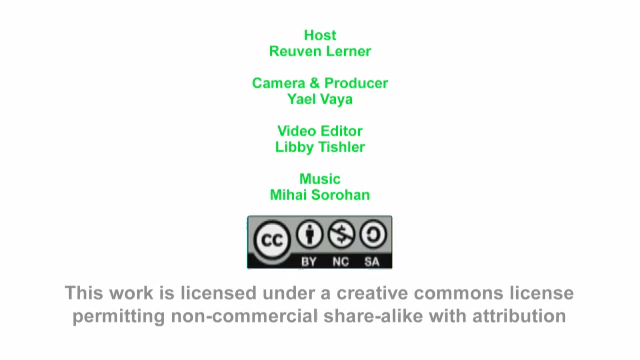 Host
Reuven Lerner
Camera & Producer
Yael Vaya
Video Editor
Libby Tishler
Music
Mihai Sorohan
CC BY NC SA
This work is licensed under a creative commons license
permitting non-commercial share-alike with attribution